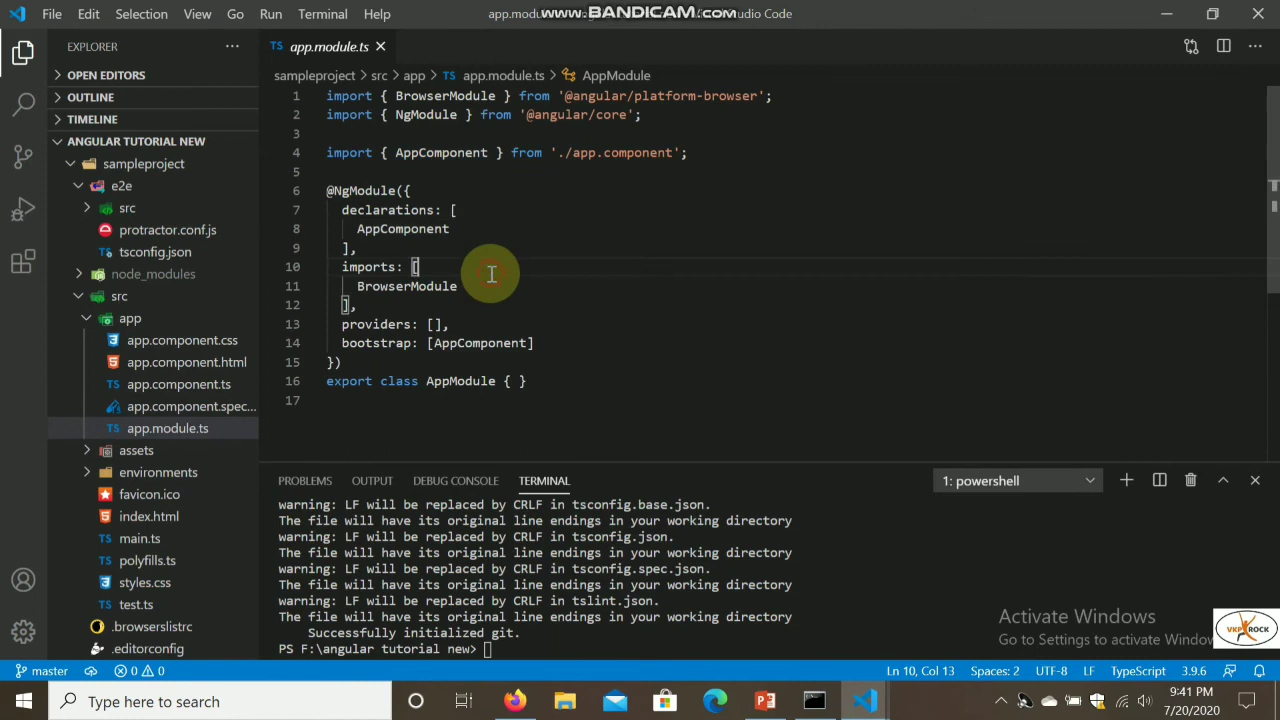 File Edit Selection View Go Run Terminal Help
www.BANDICAM.com
EXPLORER
OPEN EDITORS
OUTLINE
TIMELINE
ANGULAR TUTORIAL NEW
sampleproject
e2e
src
protractor.conf.js
tsconfig.json
node_modules
src
app
app.component.css
app.component.html
app.component.ts
app.component.spec...
app.module.ts
assets
environments
favicon.ico
index.html
main.ts
polyfills.ts
styles.css
test.ts
.browserslistrc
.editorconfig
TS app.module.ts
sampleproject > src > app > TS app.module.ts > AppModule
1 import { BrowserModule } from '@angular/platform-browser';
2 import { NgModule } from '@angular/core';
3
4 import { AppComponent } from './app.component';
5
6 @NgModule({
7 declarations: [
8 AppComponent
9 ],
10 imports: [
11 BrowserModule
12 ],
13 providers: [],
14 bootstrap: [AppComponent]
15 })
16 export class AppModule { }
17
PROBLEMS OUTPUT DEBUG CONSOLE TERMINAL 1: powershell
warning: LF will be replaced by CRLF in tsconfig.base.json.
The file will have its original line endings in your working directory
warning: LF will be replaced by CRLF in tsconfig.json.
The file will have its original line endings in your working directory
warning: LF will be replaced by CRLF in tsconfig.spec.json.
The file will have its original line endings in your working directory
warning: LF will be replaced by CRLF in tslint.json.
The file will have its original line endings in your working directory
Successfully initialized git.
PS F:\angular tutorial new>
Activate Windows
Go to Settings to activate Windows
VKP ROCK
master 0 0 Ln 10, Col 13 Spaces: 2 UTF-8 LF TypeScript 3.9.6
Type here to search
9:41 PM
7/20/2020